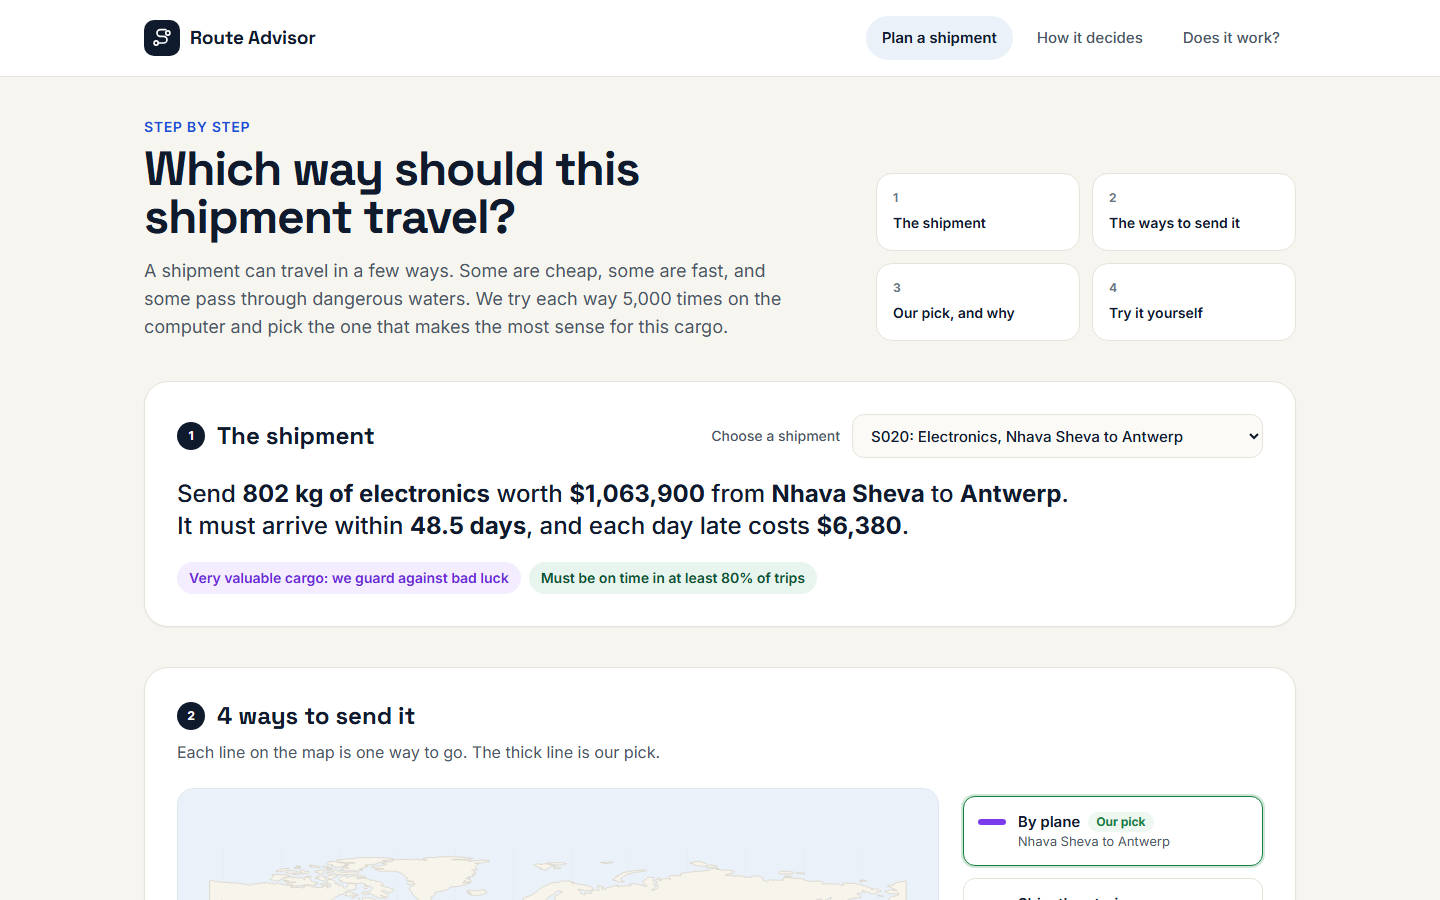 Route Advisor
Plan a shipment
How it decides
Does it work?
STEP BY STEP
Which way should this
shipment travel?
A shipment can travel in a few ways. Some are cheap, some are fast, and
some pass through dangerous waters. We try each way 5,000 times on the
computer and pick the one that makes the most sense for this cargo.
1
The shipment
2
The ways to send it
3
Our pick, and why
4
Try it yourself
1
The shipment
Choose a shipment
S020: Electronics, Nhava Sheva to Antwerp
Send 802 kg of electronics worth $1,063,900 from Nhava Sheva to Antwerp.
It must arrive within 48.5 days, and each day late costs $6,380.
Very valuable cargo: we guard against bad luck
Must be on time in at least 80% of trips
2
4 ways to send it
Each line on the map is one way to go. The thick line is our pick.
By plane
Our pick
Nhava Sheva to Antwerp